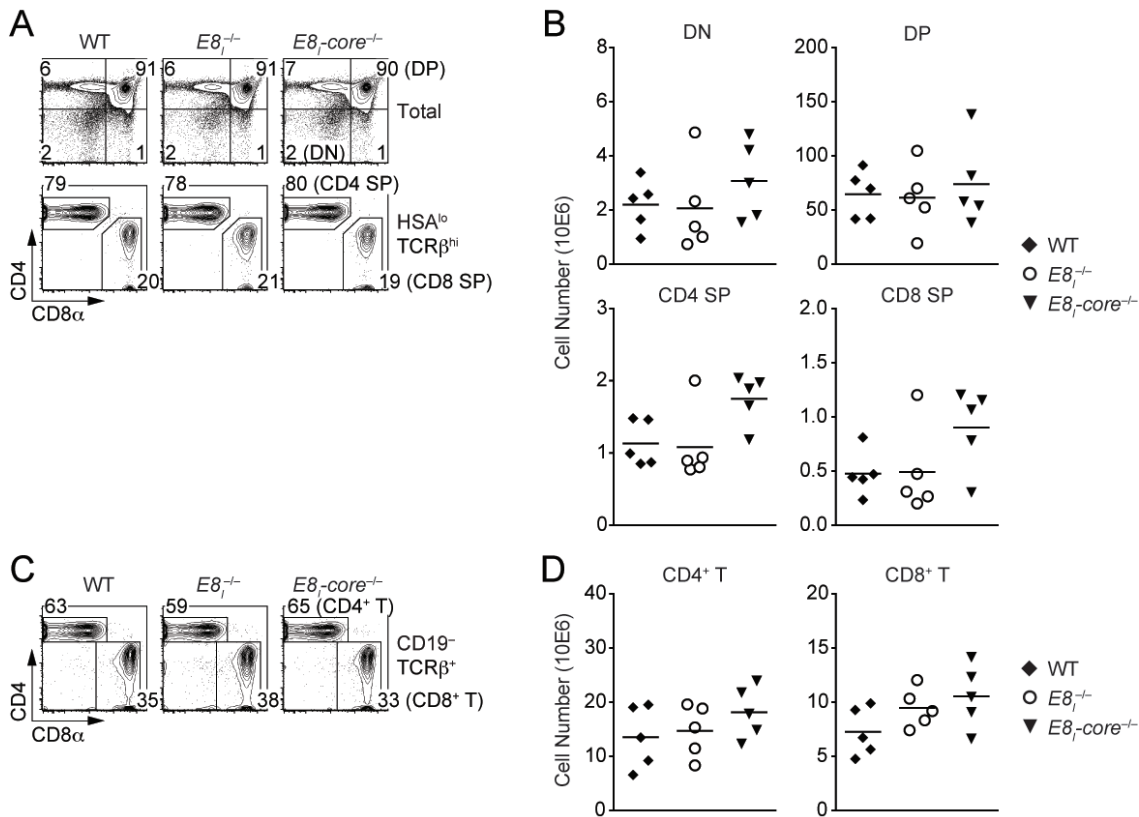 A
WT E8I–/– E8I-core–/–
6 91 6 91 7 90 (DP)
Total
2 1 2 1 2 (DN) 1
79 78 80 (CD4 SP)
HSAlo
TCRβhi
20 21 19 (CD8 SP)
CD4
CD8α
B
DN DP
8 200
6 150
4 100
2 50
0 0
CD4 SP CD8 SP
3 2.0
2 1.5
1 1.0
0 0.5
0.0
Cell Number (10E6)
WT
E8I–/–
E8I-core–/–
C
WT E8I–/– E8I-core–/–
63 59 65 (CD4+ T)
CD19–
TCRβ+
35 38 33 (CD8+ T)
CD4
CD8α
D
CD4+ T CD8+ T
40 20
30 15
20 10
10 5
0 0
Cell Number (10E6)
WT
E8I–/–
E8I-core–/–